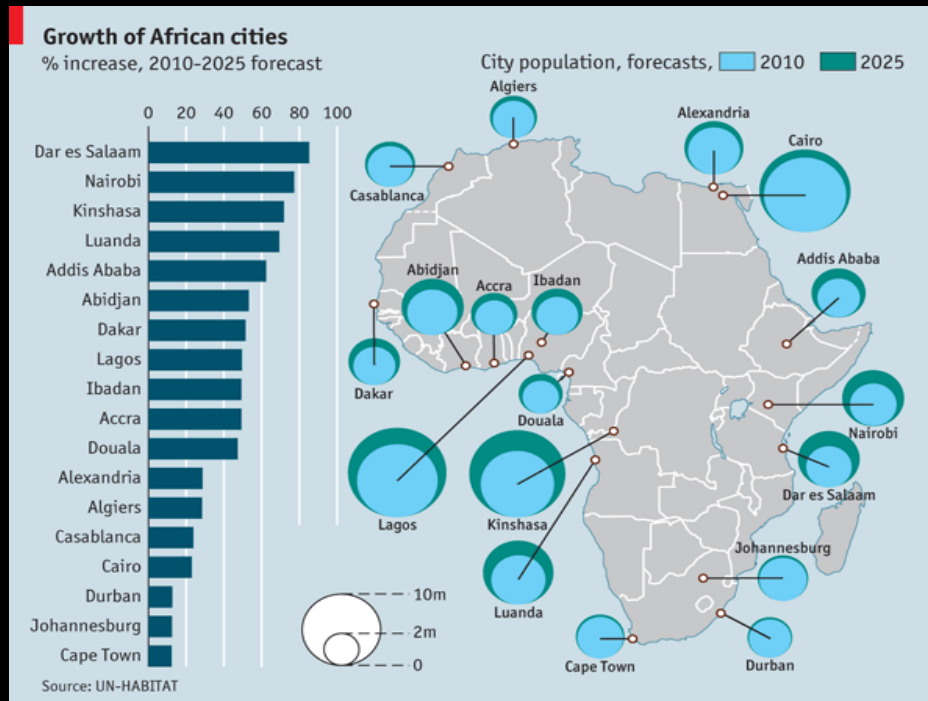 Growth of African cities
% increase, 2010-2025 forecast
City population, forecasts, 2010 2025
0 20 40 60 80 100
Dar es Salaam
Nairobi
Kinshasa
Luanda
Addis Ababa
Abidjan
Dakar
Lagos
Ibadan
Accra
Douala
Alexandria
Algiers
Casablanca
Cairo
Durban
Johannesburg
Cape Town
Algiers
Alexandria
Cairo
Casablanca
Addis Ababa
Abidjan
Accra
Ibadan
Dakar
Douala
Nairobi
Lagos
Kinshasa
Dar es Salaam
Luanda
Johannesburg
Cape Town
Durban
10m
2m
0
Source: UN-HABITAT